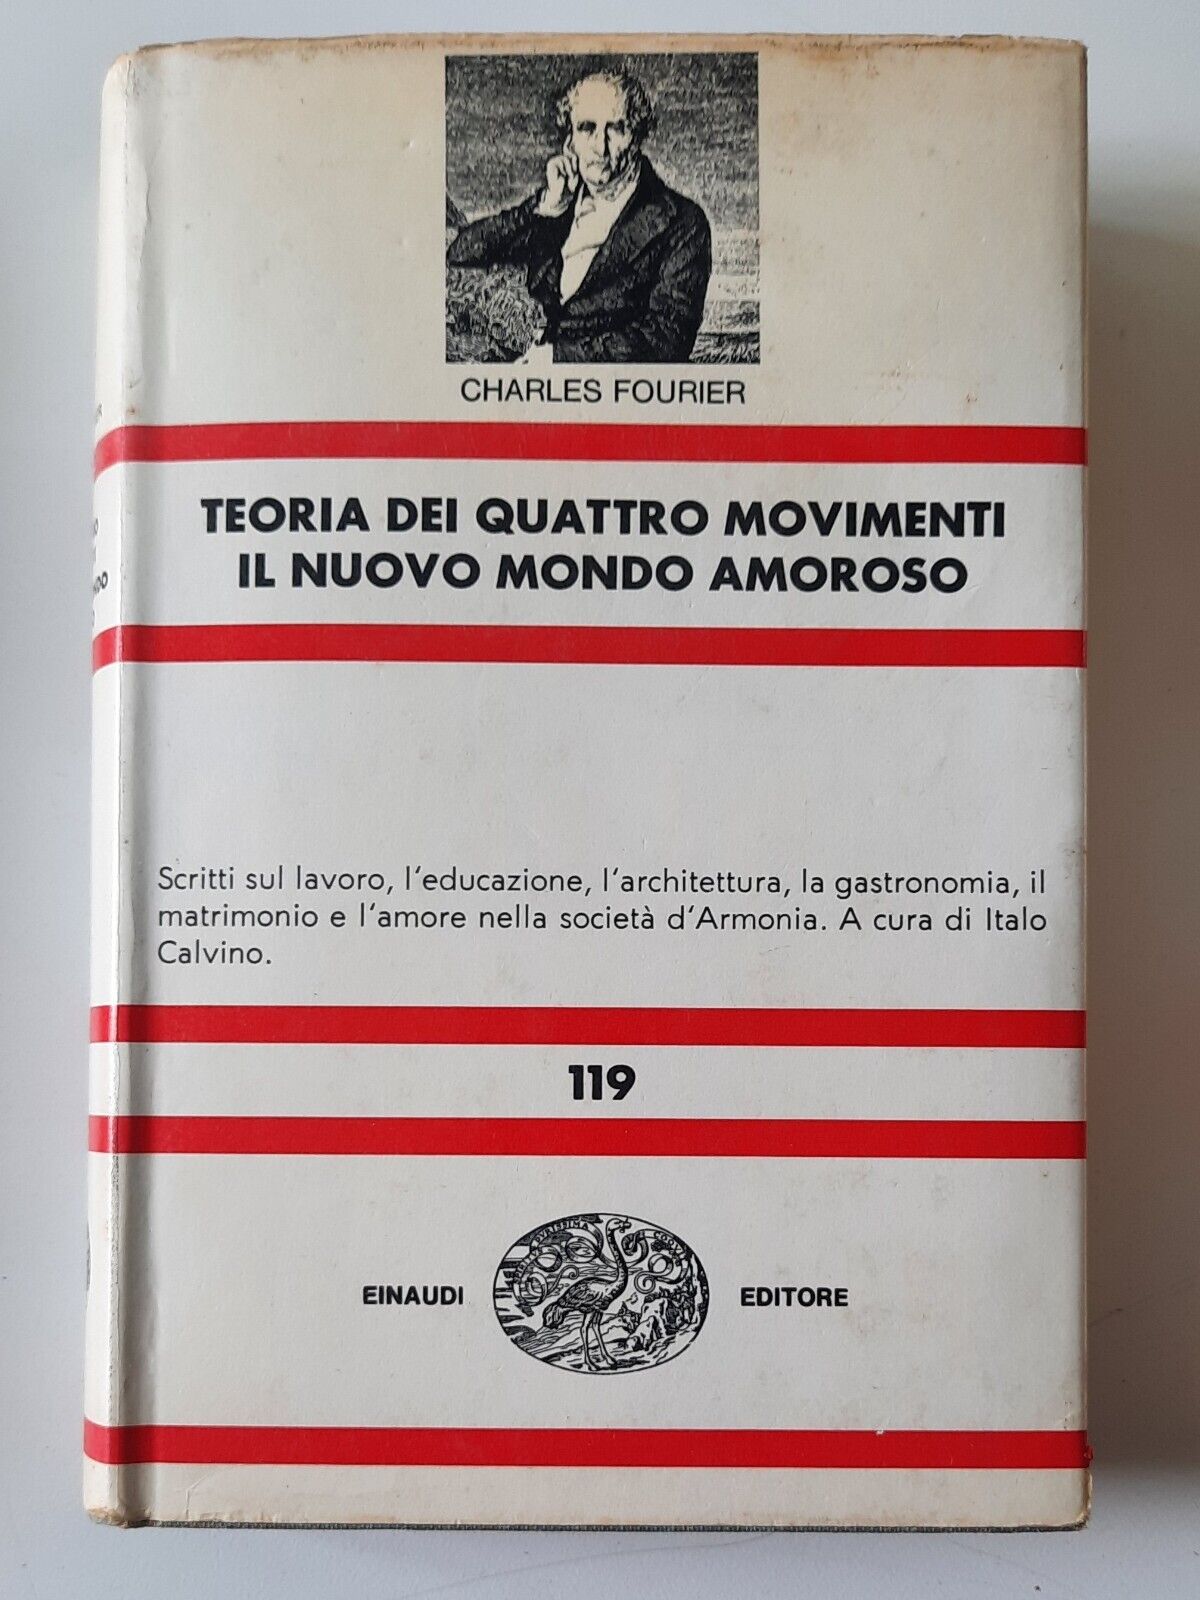 CHARLES FOURIER
TEORIA DEI QUATTRO MOVIMENTI
IL NUOVO MONDO AMOROSO
Scritti sul lavoro, l'educazione, l'architettura, la gastronomia, il
matrimonio e l'amore nella società d'Armonia. A cura di Italo
Calvino.
119
EINAUDI EDITORE